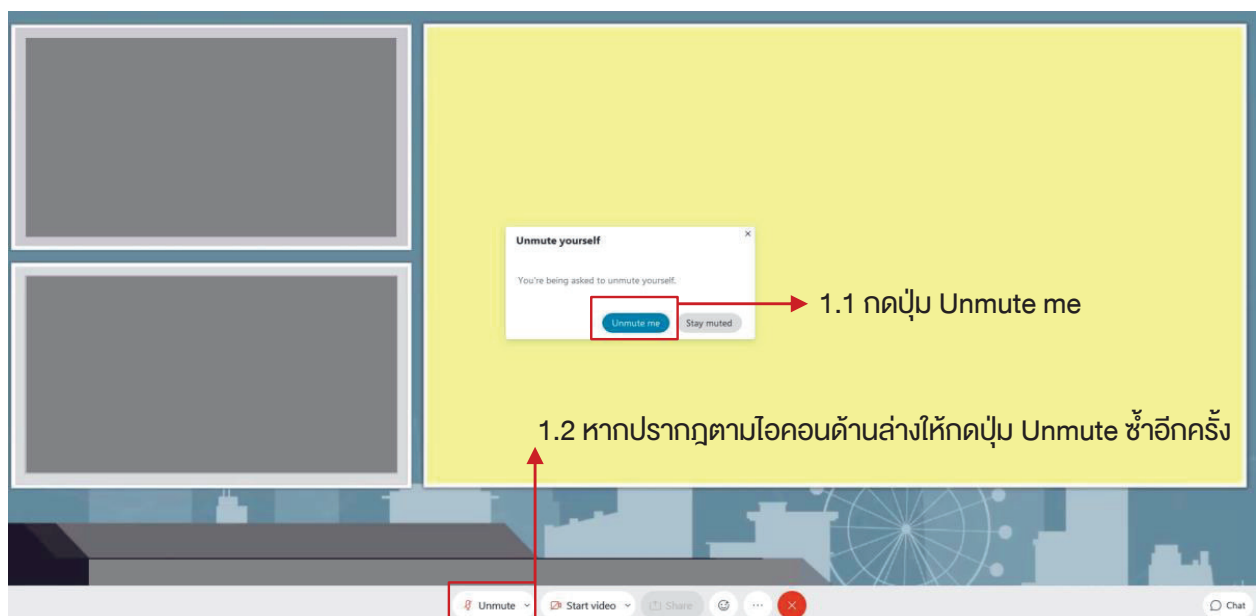 Unmute yourself
You're being asked to unmute yourself.
Unmute me
Stay muted
1.1 กดปุ่ม Unmute me
1.2 หากปรากฎตามไอคอนด้านล่างให้กดปุ่ม Unmute ซ้ำอีกครั้ง
Unmute
Start video
Share
Chat